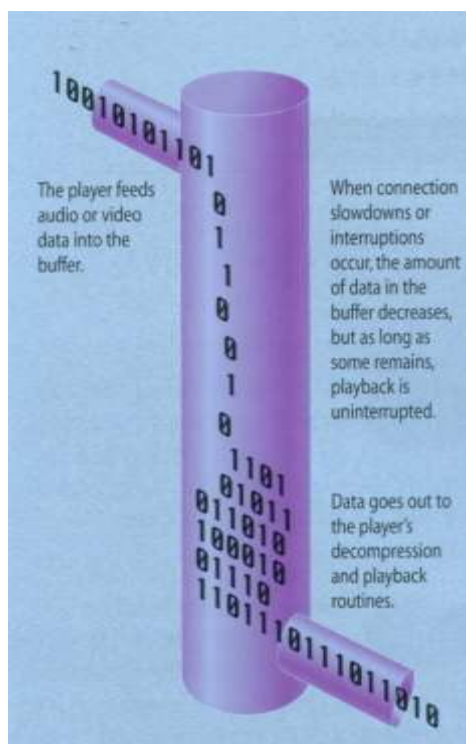 10010101101
0
1
1
0
0
1
0
The player feeds
audio or video
data into the
buffer.
When connection
slowdowns or
interruptions
occur, the amount
of data in the
buffer decreases,
but as long as
some remains,
playback is
uninterrupted.
1101
01011
011010
100010
01110
110111011101101​0
Data goes out to
the player's
decompression
and playback
routines.